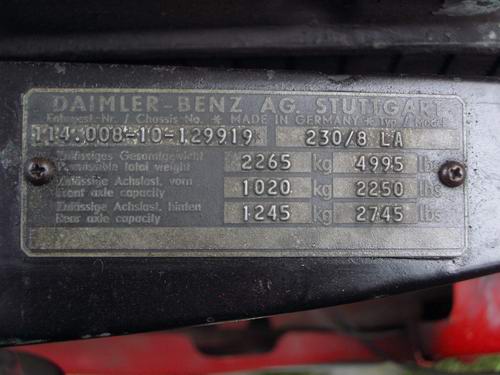 DAIMLER-BENZ AG. STUTTGART
Fahrgest.-Nr. / Chassis No. * MADE IN GERMANY * Typ / Model
114.008-10-129919 230/8 LA
Zulässiges Gesamtgewicht
Permissible total weight 2265 kg 4995 lbs
Zulässige Achslast, vorn
Front axle capacity 1020 kg 2250 lbs
Zulässige Achslast, hinten
Rear axle capacity 1245 kg 2745 lbs